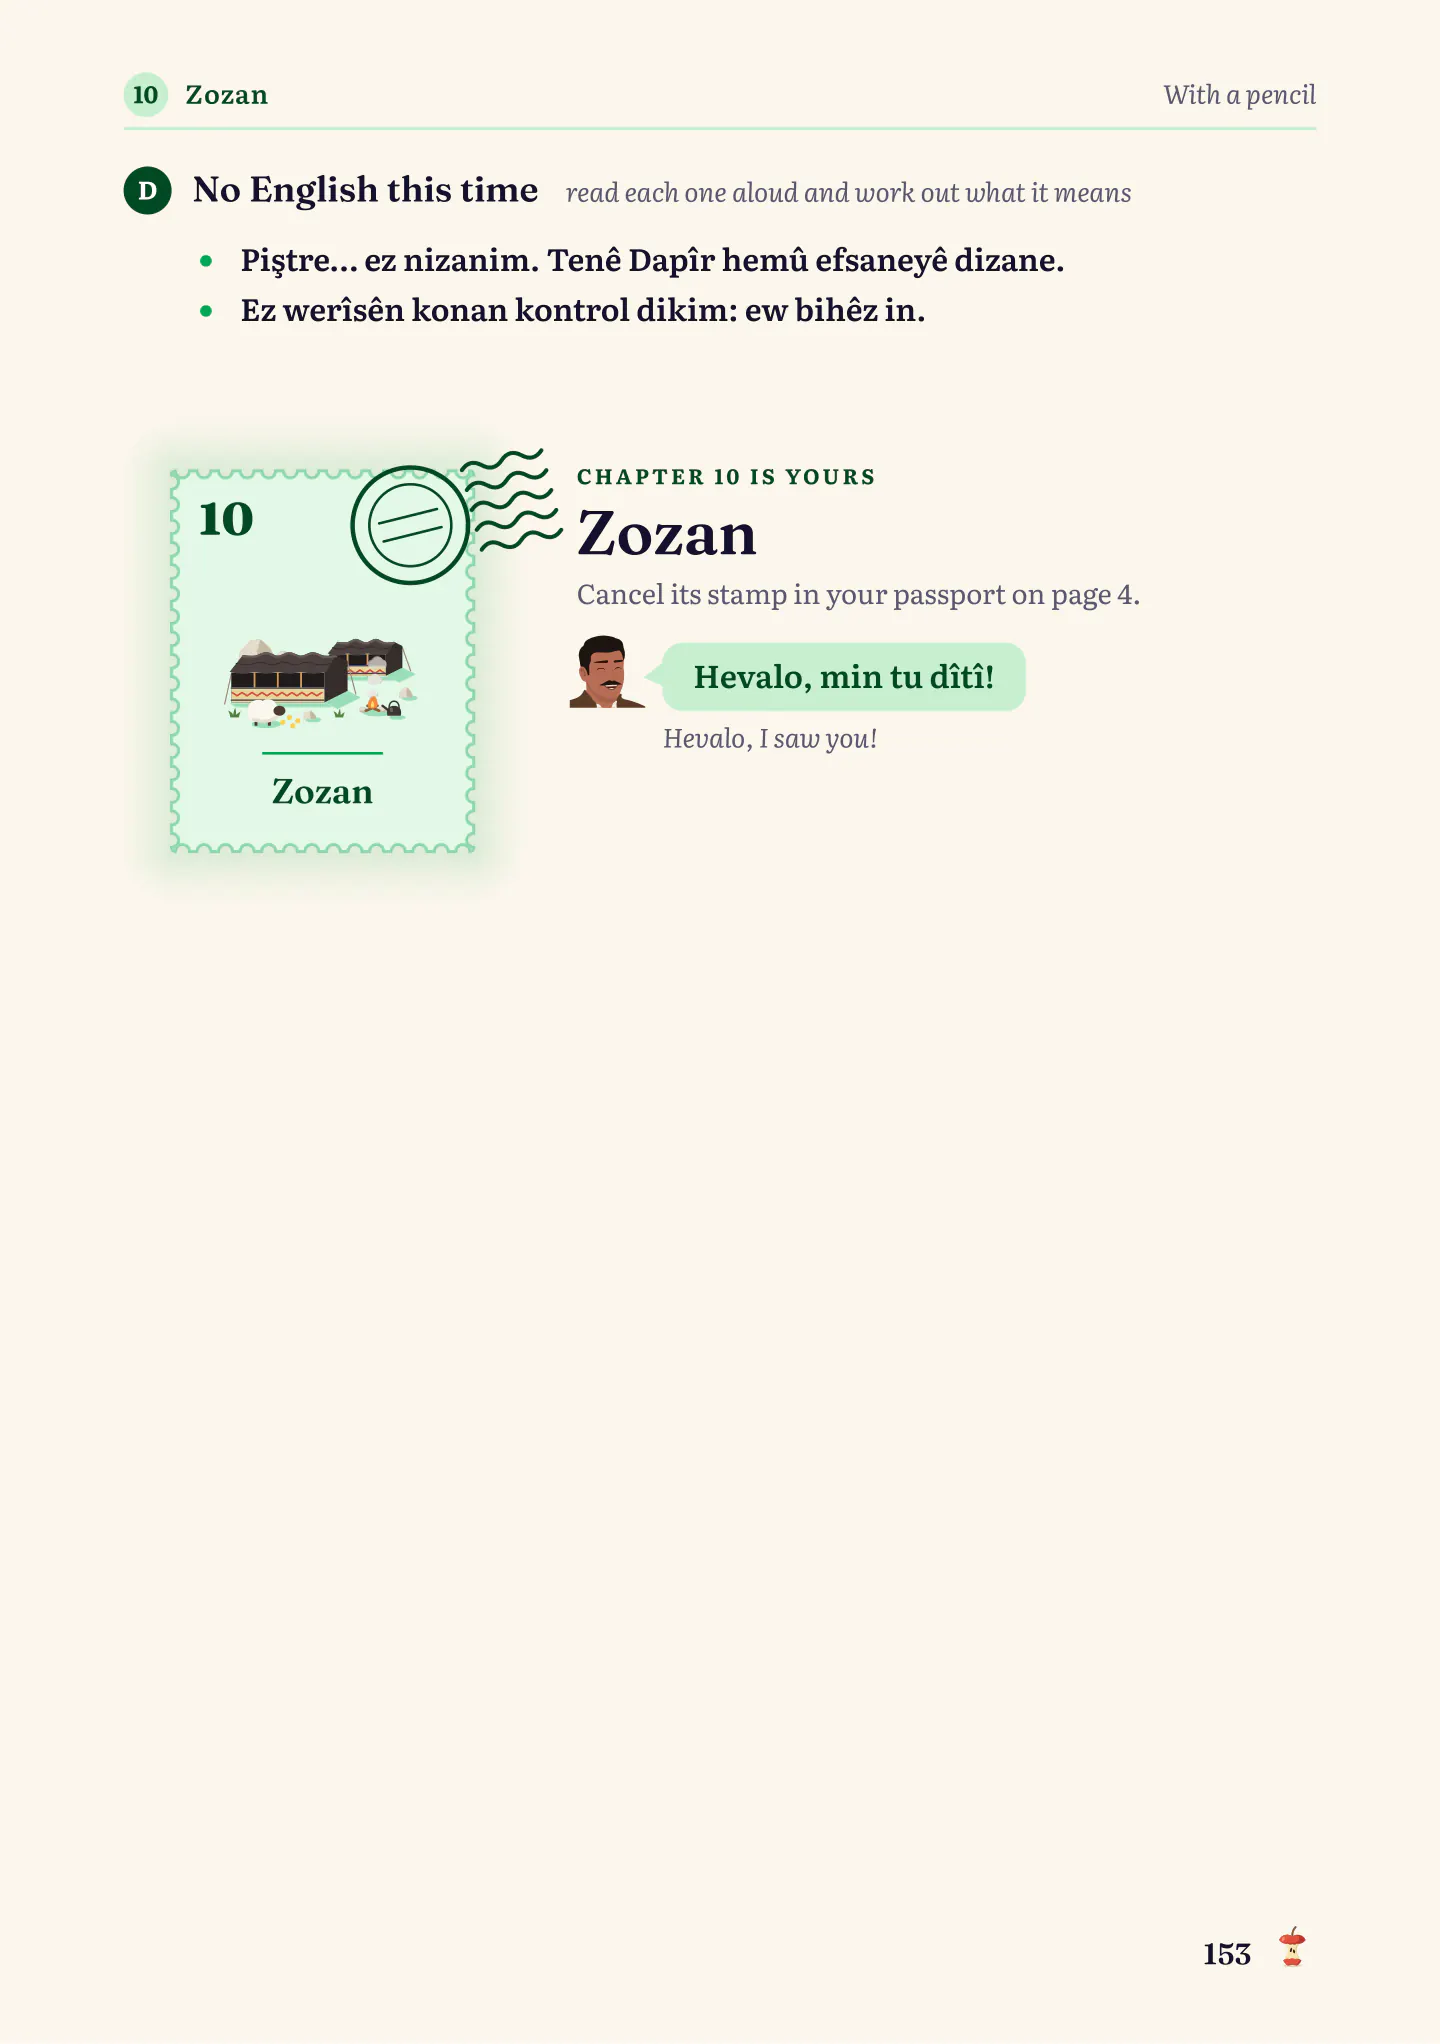 10 Zozan
With a pencil
D No English this time read each one aloud and work out what it means
• Piştre… ez nizanim. Tenê Dapîr hemû efsaneyê dizane.
• Ez werîsên konan kontrol dikim: ew bihêz in.
10
Zozan
CHAPTER 10 IS YOURS
Zozan
Cancel its stamp in your passport on page 4.
Hevalo, min tu dîtî!
Hevalo, I saw you!
153